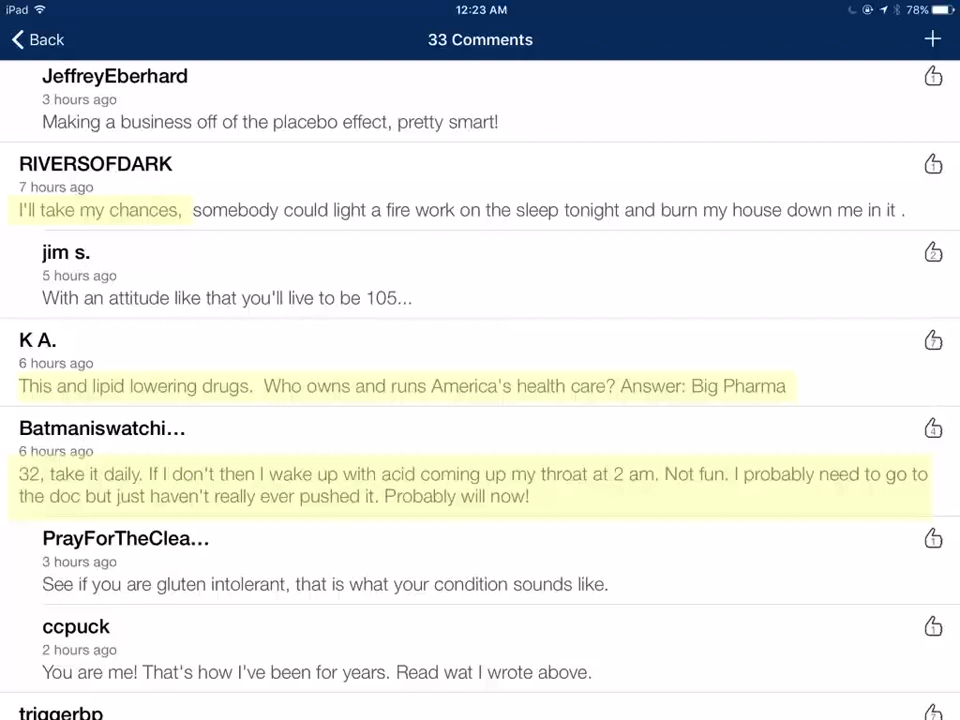 iPad 12:23 AM 78%
Back 33 Comments +
JeffreyEberhard 1
3 hours ago
Making a business off of the placebo effect, pretty smart!
RIVERSOFDARK 1
7 hours ago
I'll take my chances, somebody could light a fire work on the sleep tonight and burn my house down me in it .
jim s. 2
5 hours ago
With an attitude like that you'll live to be 105...
K A. 7
6 hours ago
This and lipid lowering drugs. Who owns and runs America's health care? Answer: Big Pharma
Batmaniswatchi... 4
6 hours ago
32, take it daily. If I don't then I wake up with acid coming up my throat at 2 am. Not fun. I probably need to go to
the doc but just haven't really ever pushed it. Probably will now!
PrayForTheClea... 1
3 hours ago
See if you are gluten intolerant, that is what your condition sounds like.
ccpuck 1
2 hours ago
You are me! That's how I've been for years. Read wat I wrote above.
triggerbp